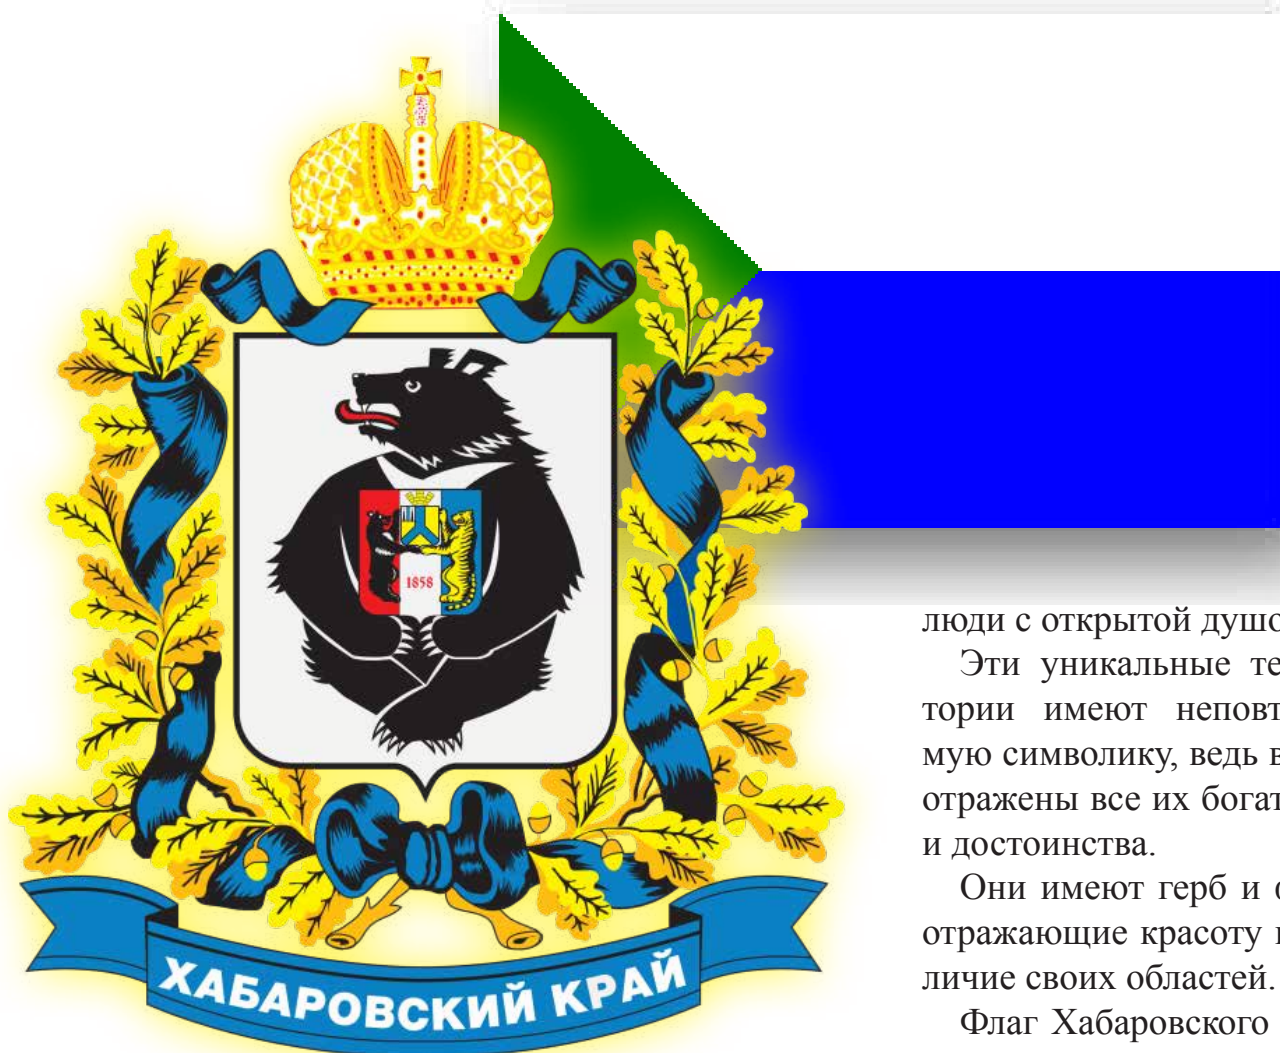 1858
ХАБАРОВСКИЙ КРАЙ
люди с открытой душо
Эти уникальные те
тории имеют неповт
мую символику, ведь в
отражены все их богат
и достоинства.
Они имеют герб и
отражающие красоту
личие своих областей.
Флаг Хабаровского